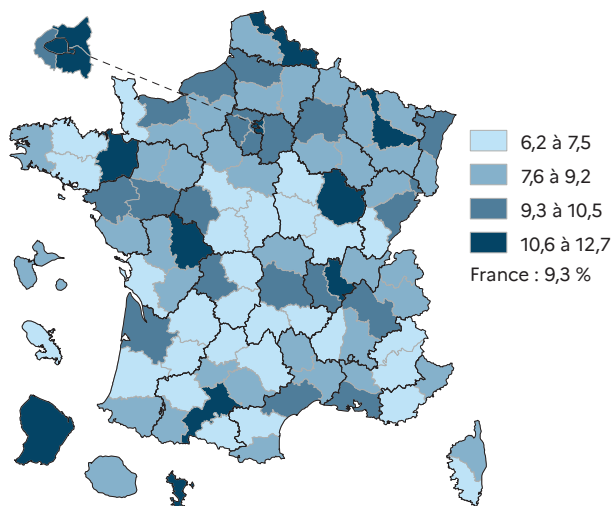 6,2 à 7,5
7,6 à 9,2
9,3 à 10,5
10,6 à 12,7
France : 9,3 %